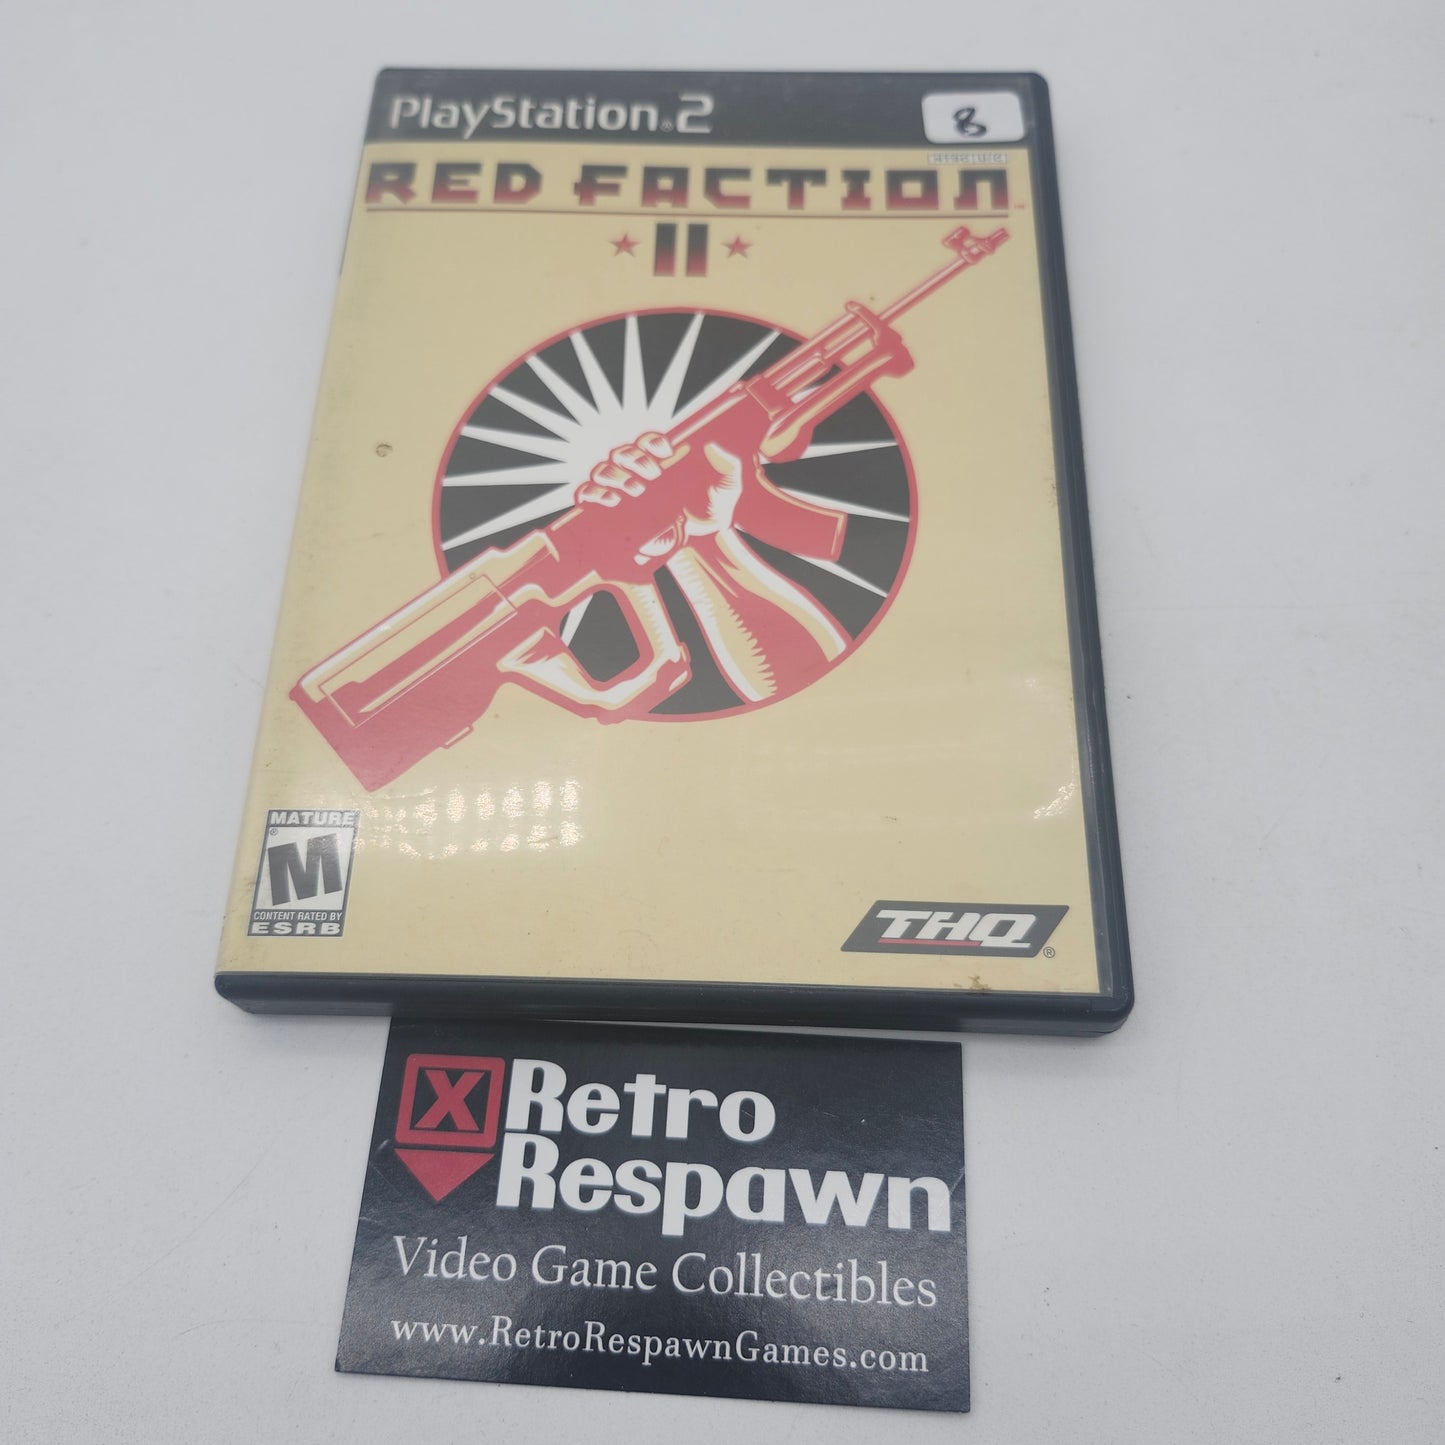 PlayStation®2
8
RED FACTION™
II
MATURE
M®
CONTENT RATED BY
ESRB
THQ®
X Retro
Respawn
Video Game Collectibles
www.RetroRespawnGames.com